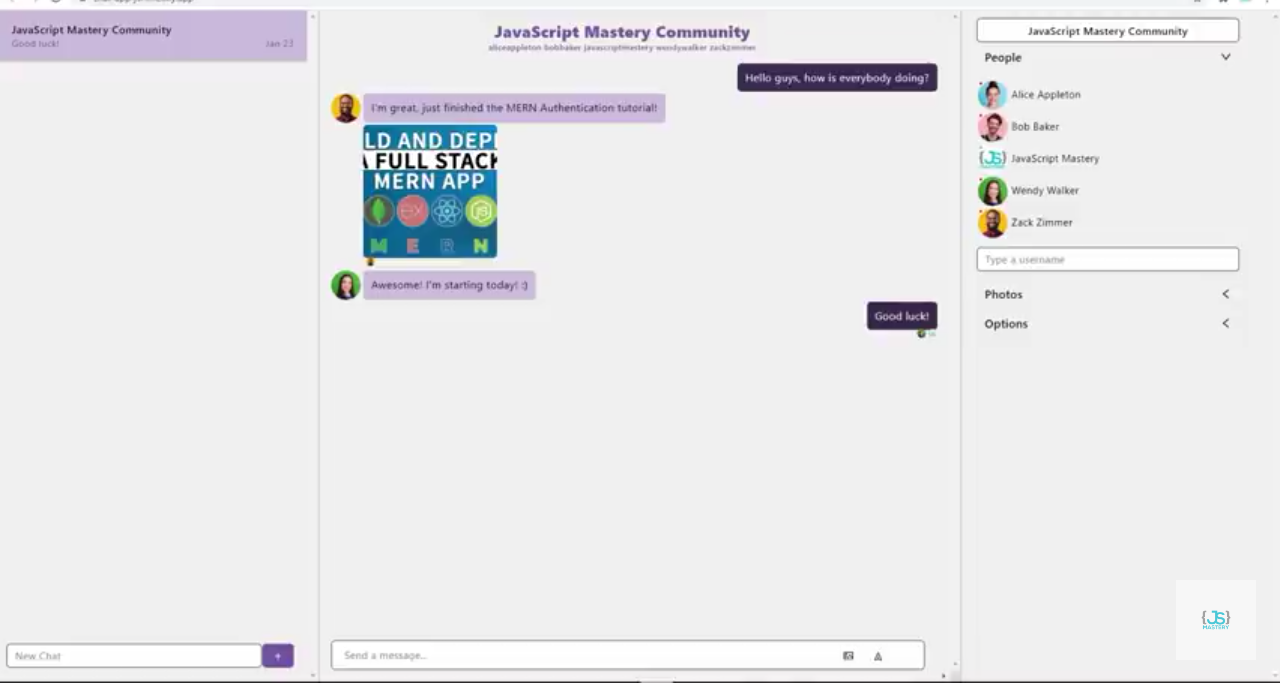 JavaScript Mastery Community
Good luck!
Jan 23
New Chat
+
JavaScript Mastery Community
aliceappleton bobbaker javascriptmastery wendywalker zackzimmer
Hello guys, how is everybody doing?
I'm great, just finished the MERN Authentication tutorial!
LD AND DEP
A FULL STACK
MERN APP
EX
JS
M E R N
Awesome! I'm starting today! :)
Good luck!
Send a message...
JavaScript Mastery Community
People
Alice Appleton
Bob Baker
{JS} JavaScript Mastery
Wendy Walker
Zack Zimmer
Type a username
Photos
Options
{JS}
MASTERY